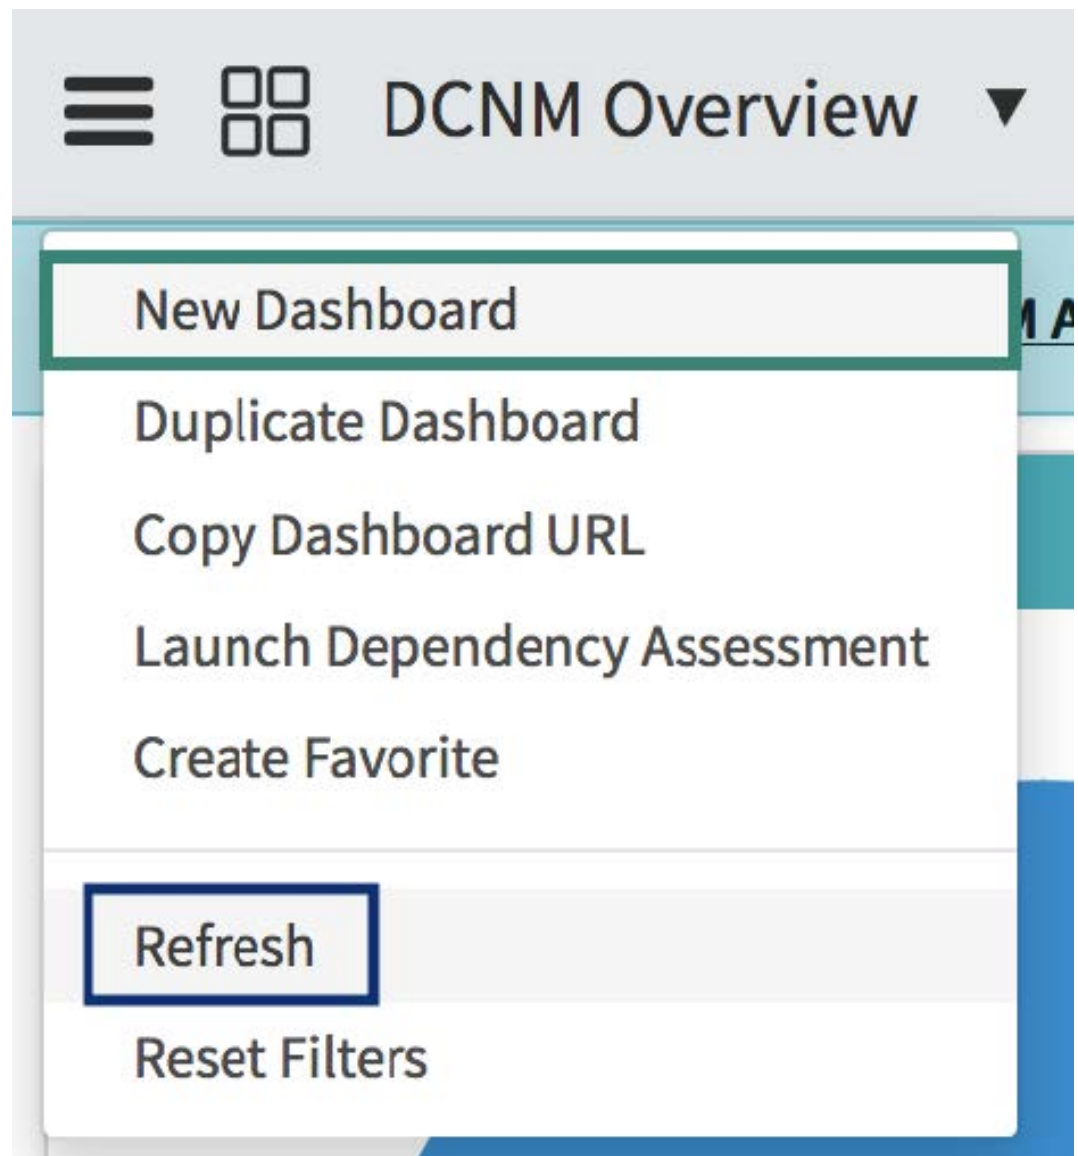 DCNM Overview
New Dashboard
Duplicate Dashboard
Copy Dashboard URL
Launch Dependency Assessment
Create Favorite
Refresh
Reset Filters